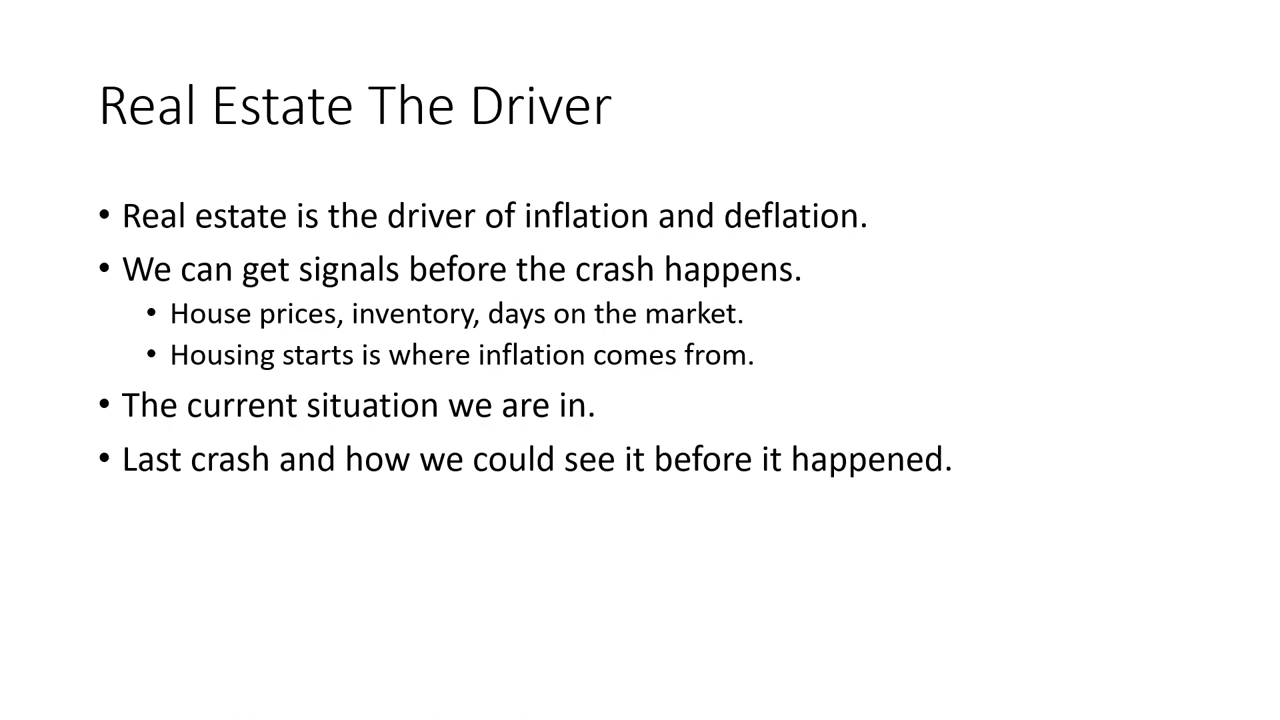 Real Estate The Driver
• Real estate is the driver of inflation and deflation.
• We can get signals before the crash happens.
• House prices, inventory, days on the market.
• Housing starts is where inflation comes from.
• The current situation we are in.
• Last crash and how we could see it before it happened.